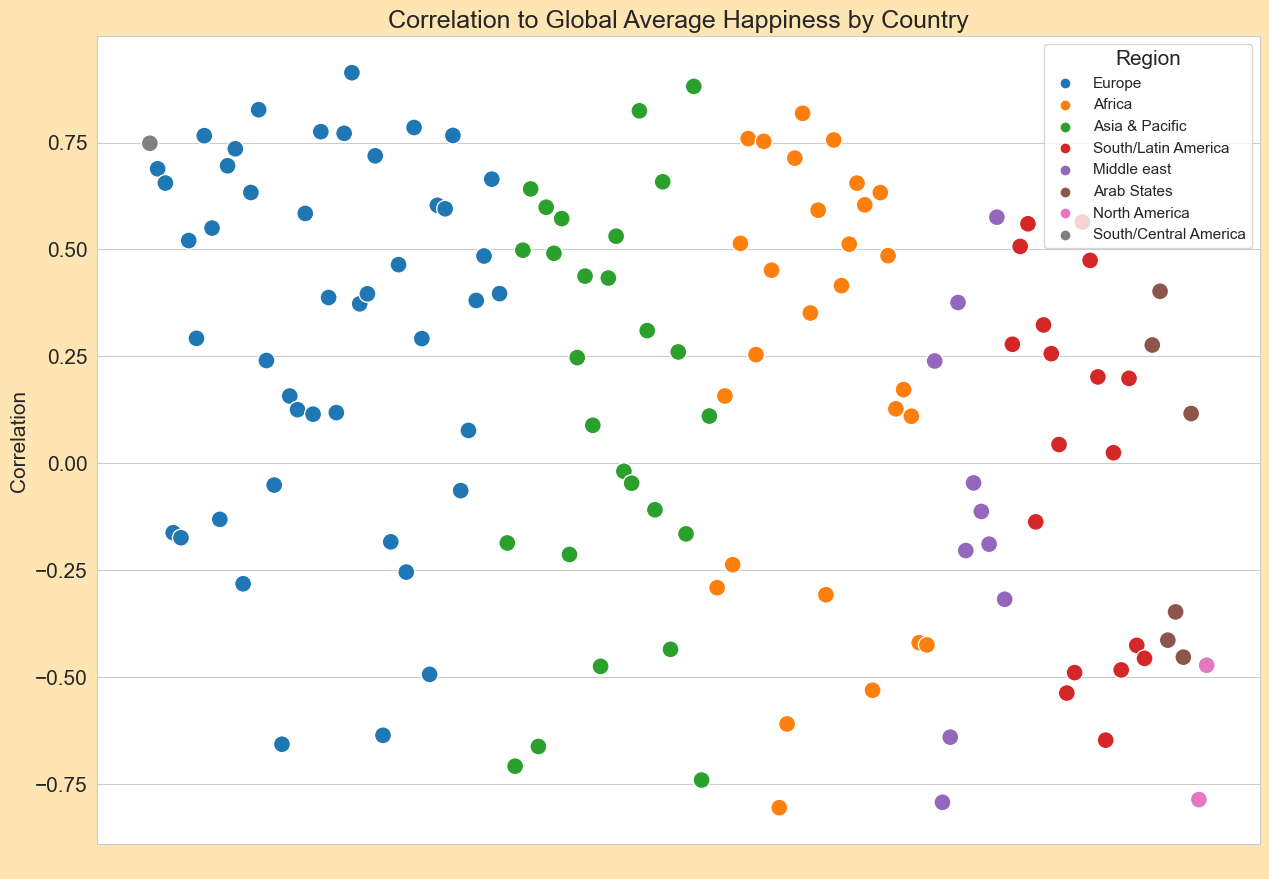 Correlation to Global Average Happiness by Country
Region
Europe
Africa
Asia & Pacific
South/Latin America
Middle east
Arab States
North America
South/Central America
Correlation
0.75
0.50
0.25
0.00
−0.25
−0.50
−0.75